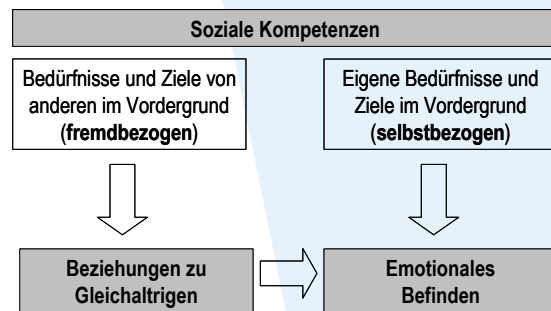 Soziale Kompetenzen
Bedürfnisse und Ziele von
anderen im Vordergrund
(fremdbezogen)
Eigene Bedürfnisse und
Ziele im Vordergrund
(selbstbezogen)
Beziehungen zu
Gleichaltrigen
Emotionales
Befinden